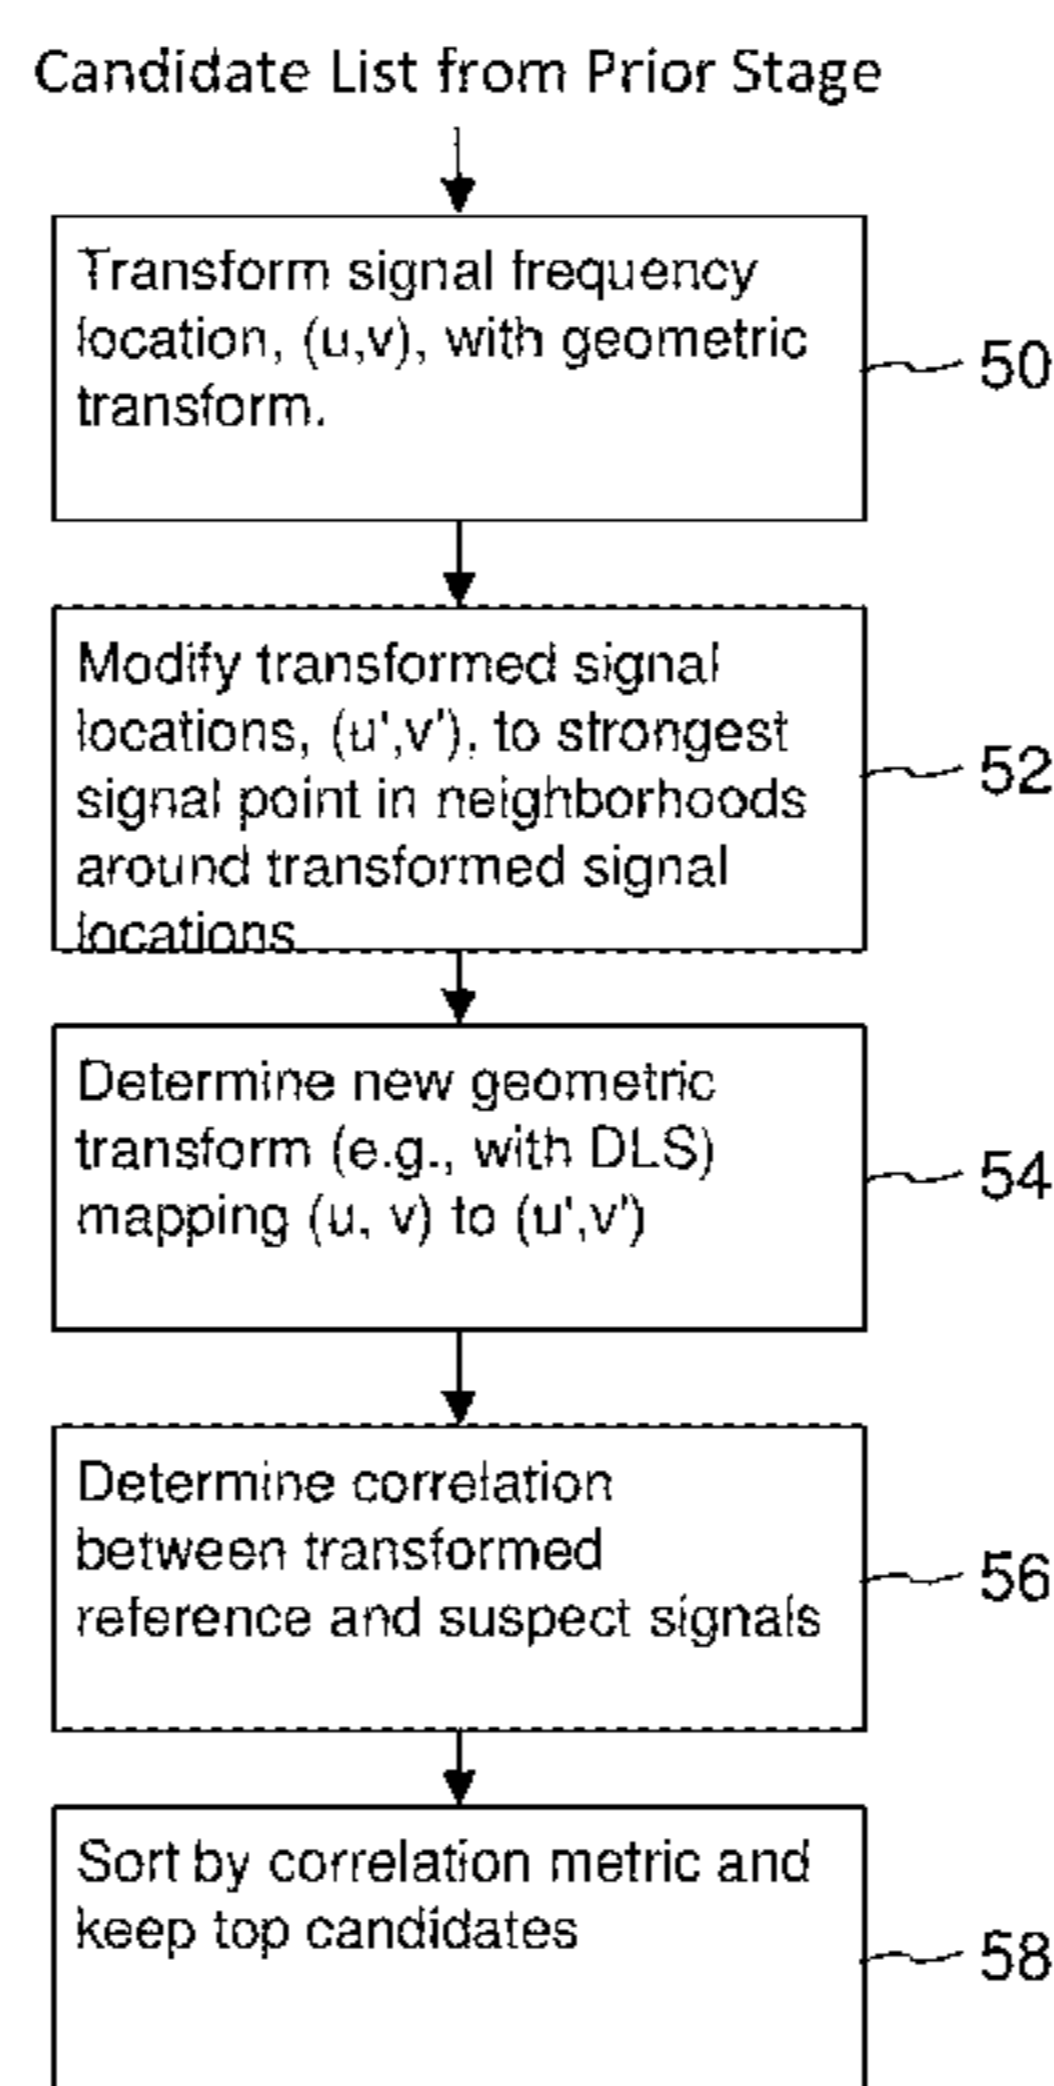 Candidate List from Prior Stage
Transform signal frequency
location, (u,v), with geometric
transform.
50
Modify transformed signal
locations, (u',v'), to strongest
signal point in neighborhoods
around transformed signal
locations
52
Determine new geometric
transform (e.g., with DLS)
mapping (u, v) to (u',v')
54
Determine correlation
between transformed
reference and suspect signals
56
Sort by correlation metric and
keep top candidates
58